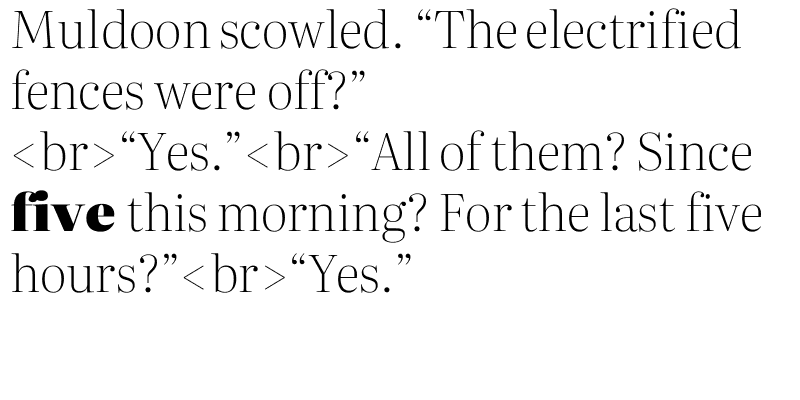 Muldoon scowled. “The electrified
fences were off?”
<br>“Yes.”<br>“All of them? Since
five this morning? For the last five
hours?”<br>“Yes.”